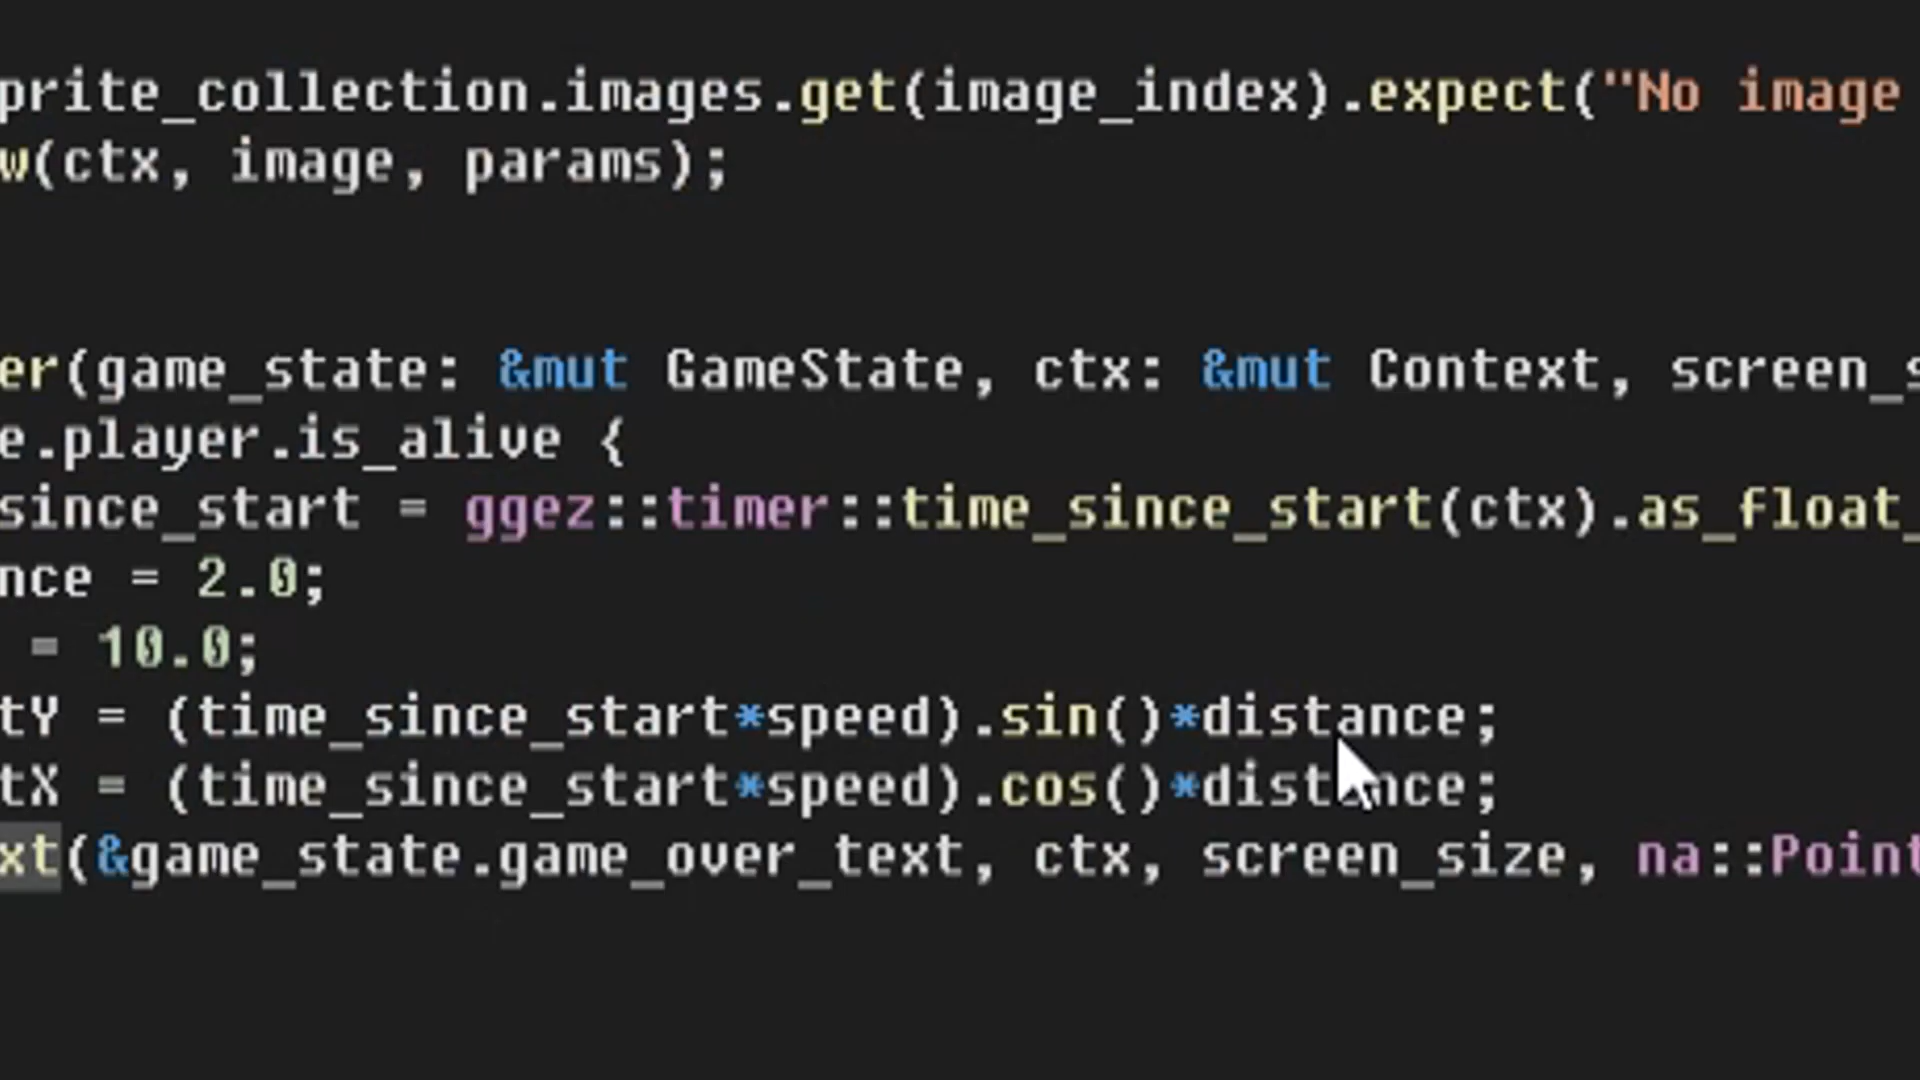 prite_collection.images.get(image_index).expect("No image
w(ctx, image, params);
er(game_state: &mut GameState, ctx: &mut Context, screen_s
e.player.is_alive {
since_start = ggez::timer::time_since_start(ctx).as_float_
nce = 2.0;
= 10.0;
tY = (time_since_start*speed).sin()*distance;
tX = (time_since_start*speed).cos()*distance;
xt(&game_state.game_over_text, ctx, screen_size, na::Point